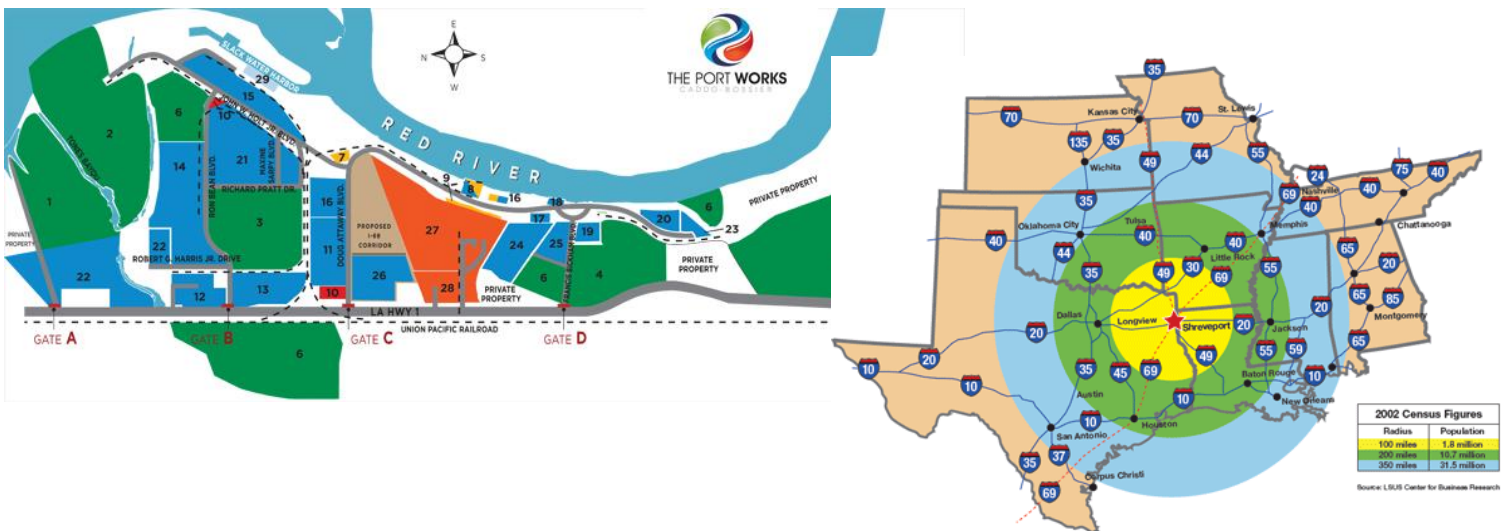 SLACK WATER HARBOR
29
15
JOHN W. HOLT JR. BLVD.
10
6
2
TONES BAYOU
14
21
MAXINE SARPY BLVD.
RON BEAN BLVD.
RICHARD PRATT DR.
3
1
PRIVATE
PROPERTY
22
22
ROBERT G. HARRIS JR. DRIVE
12
13
E
N
S
W
THE PORT WORKS
CADDO-BOSSIER
RED RIVER
7
16
DOUG ATTAWAY BLVD.
11
10
PROPOSED
I-69
CORRIDOR
26
27
28
9
8
16
18
17
24
25
19
FRANCIS BICKHAM BLVD.
6
4
20
6
23
PRIVATE PROPERTY
PRIVATE
PROPERTY
PRIVATE
PROPERTY
LA HWY 1
UNION PACIFIC RAILROAD
GATE A
GATE B
GATE C
GATE D
6
35
Kansas City
St. Lewis
70
70
135
35
Wichita
49
44
55
24
75
Nashville
69
40
40
40
Chattanooga
35
Oklahoma City
Tulsa
40
40
44
40
Memphis
Little Rock
35
49
30
69
55
65
20
65
85
Montgomery
65
Dallas
Longview
Shreveport
20
20
20
20
Jackson
55
59
10
49
35
45
69
Austin
Baton Rouge
New Orleans
10
10
10
10
San Antonio
Houston
35
37
69
Corpus Christi
2002 Census Figures
Radius Population
100 miles 1.8 million
200 miles 10.7 million
350 miles 31.5 million
Source: LSUS Center for Business Research